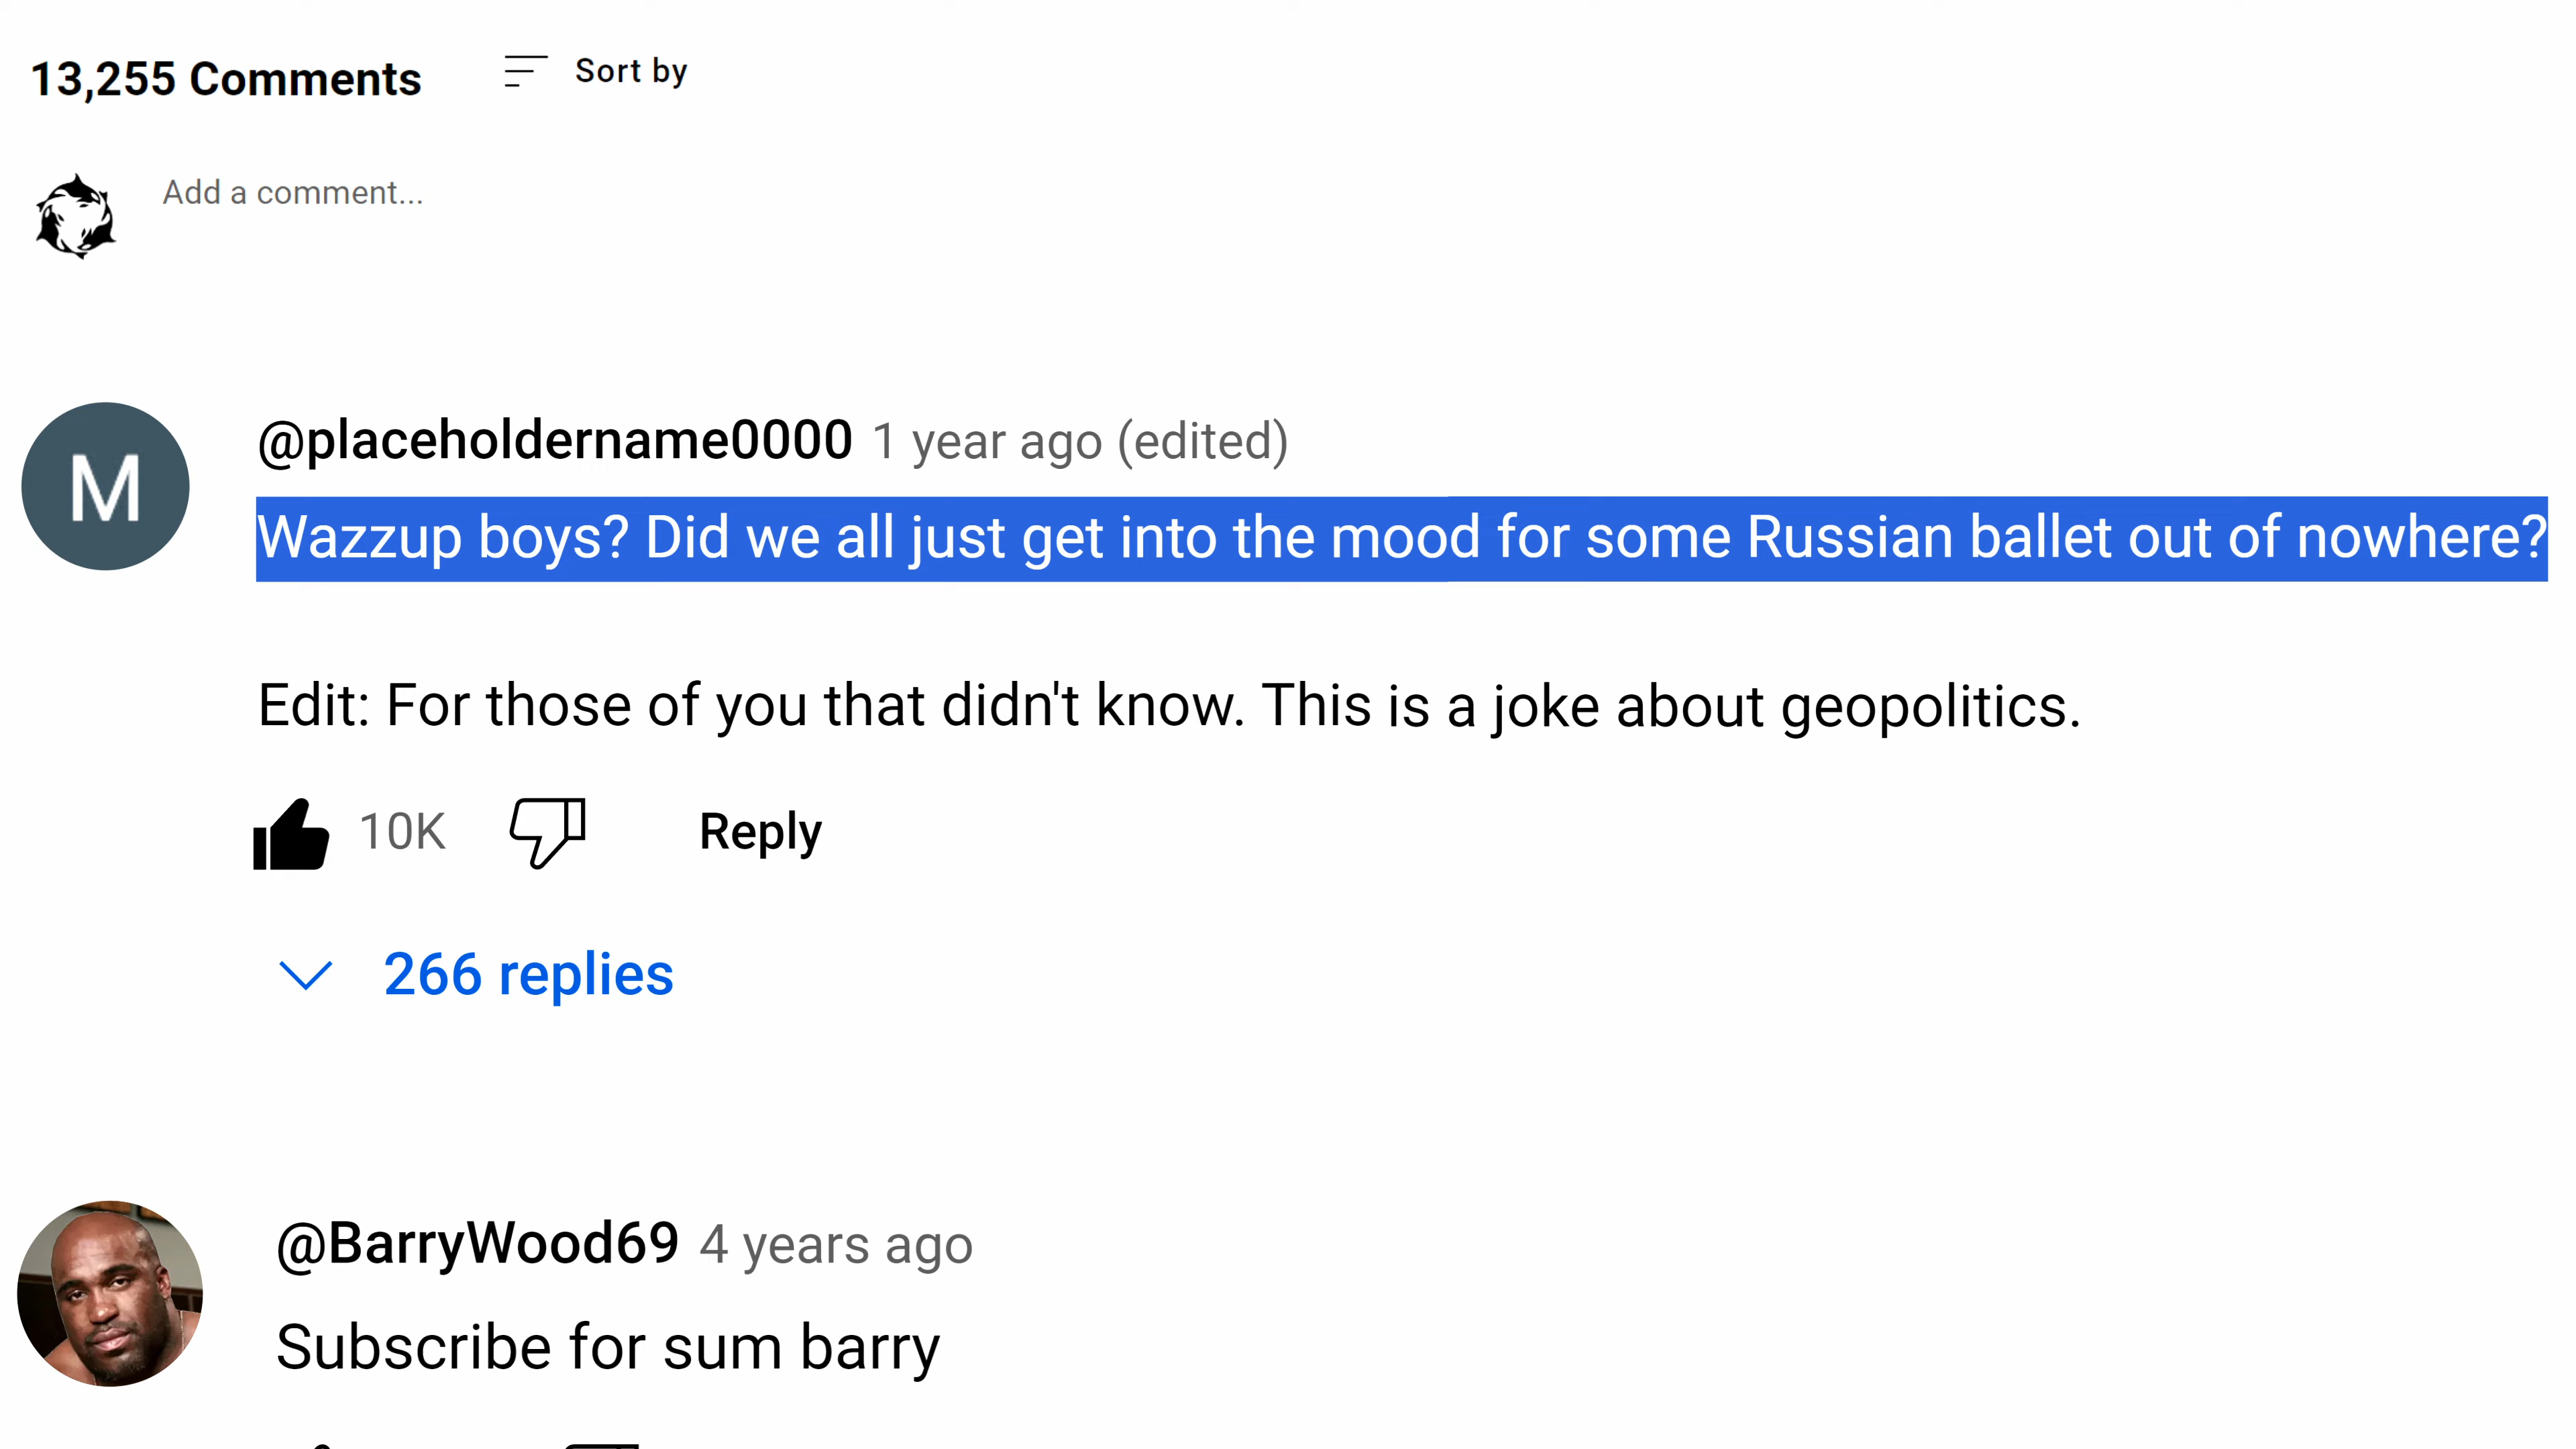 13,255 Comments
Sort by
Add a comment...
M
@placeholdername0000 1 year ago (edited)
Wazzup boys? Did we all just get into the mood for some Russian ballet out of nowhere?
Edit: For those of you that didn't know. This is a joke about geopolitics.
10K
Reply
266 replies
@BarryWood69 4 years ago
Subscribe for sum barry